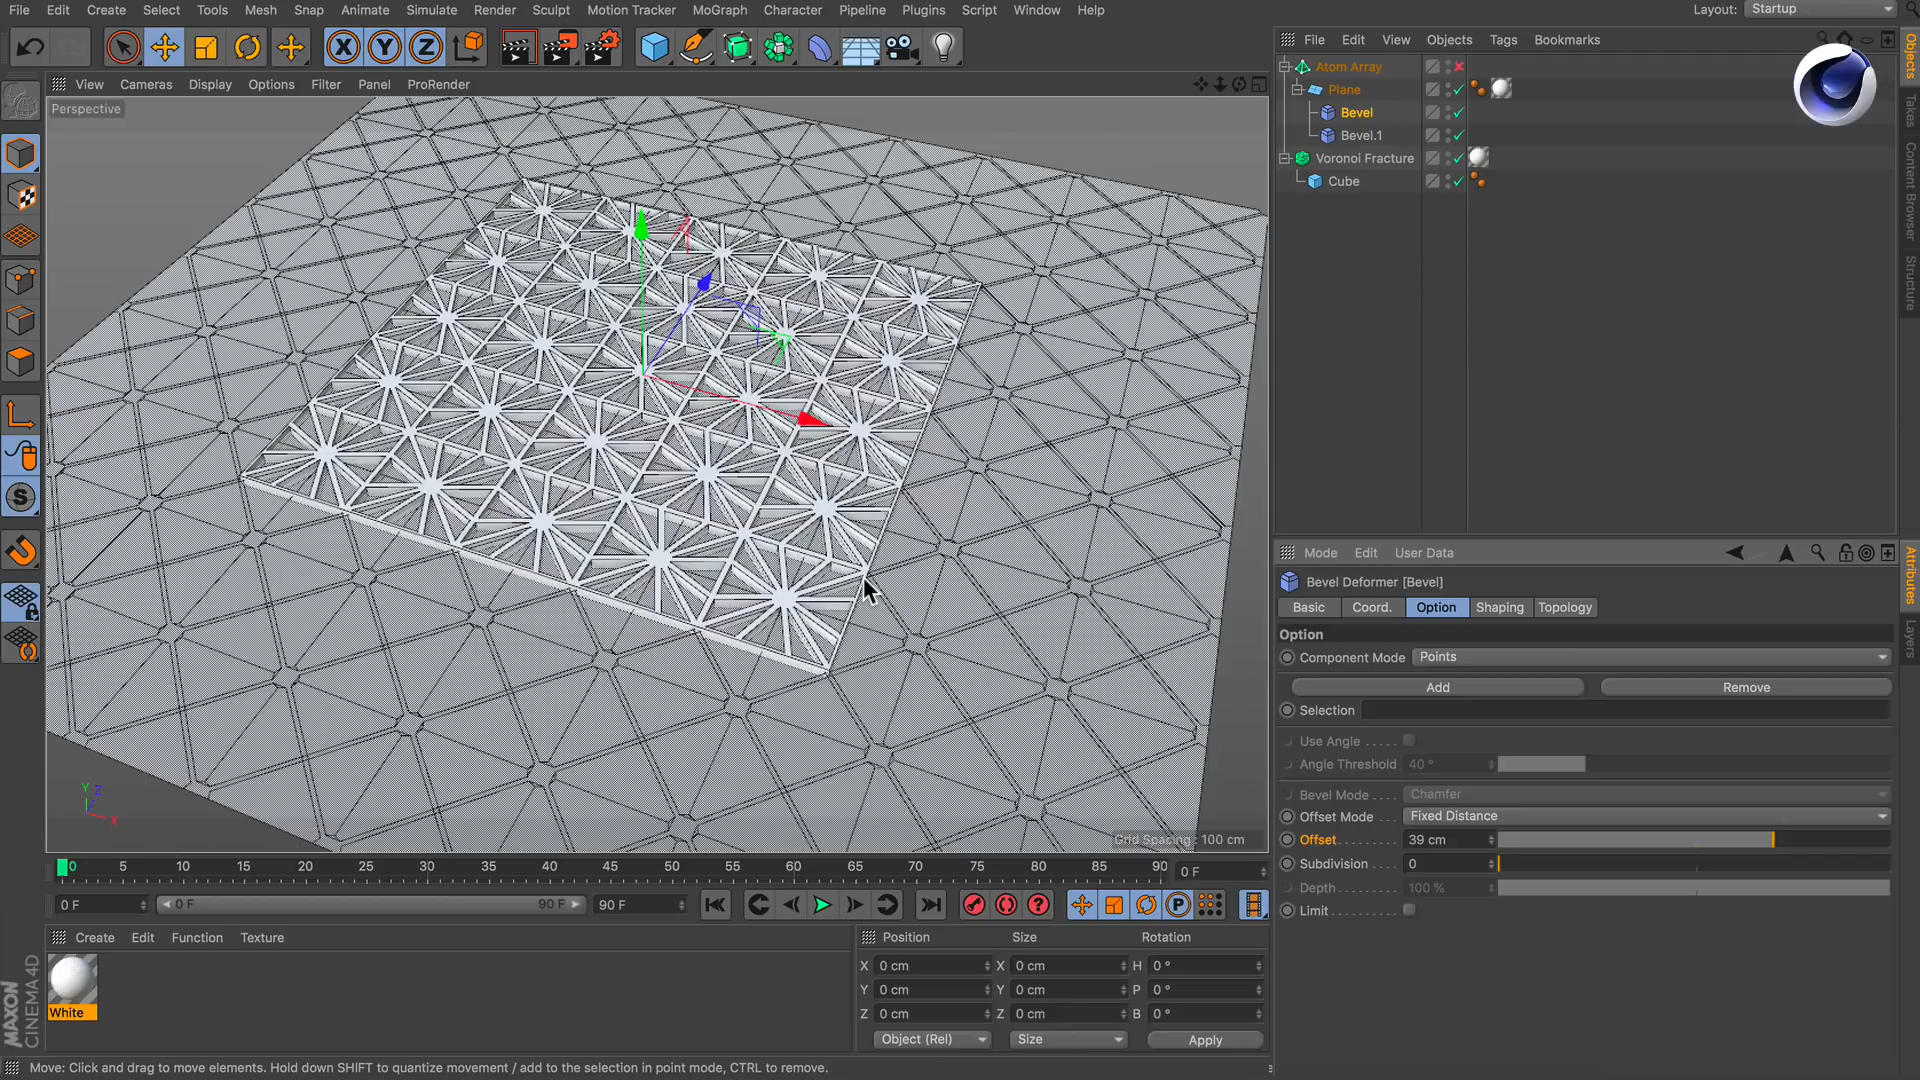 File Edit Create Select Tools Mesh Snap Animate Simulate Render Sculpt Motion Tracker MoGraph Character Pipeline Plugins Script Window Help
Layout: Startup
File Edit View Objects Tags Bookmarks
View Cameras Display Options Filter Panel ProRender
Perspective
Atom Array
Plane
Bevel
Bevel.1
Voronoi Fracture
Cube
Objects
Takes
Content Browser
Structure
Mode Edit User Data
Bevel Deformer [Bevel]
Basic Coord. Option Shaping Topology
Option
Component Mode Points
Add Remove
Selection
Use Angle . . . . .
Angle Threshold 40 °
Bevel Mode . . . . Chamfer
Offset Mode . . . . Fixed Distance
Offset . . . . . . . . 39 cm
Subdivision . . . . 0
Depth . . . . . . . . 100 %
Limit . . . . . . . . .
Attributes
Layers
Y Z
X
Grid Spacing : 100 cm
0 5 10 15 20 25 30 35 40 45 50 55 60 65 70 75 80 85 90 0 F
0 F 0 F 90 F 90 F
Create Edit Function Texture
White
MAXON
CINEMA4D
Position Size Rotation
X 0 cm X 0 cm H 0 °
Y 0 cm Y 0 cm P 0 °
Z 0 cm Z 0 cm B 0 °
Object (Rel) Size Apply
Move: Click and drag to move elements. Hold down SHIFT to quantize movement / add to the selection in point mode, CTRL to remove.